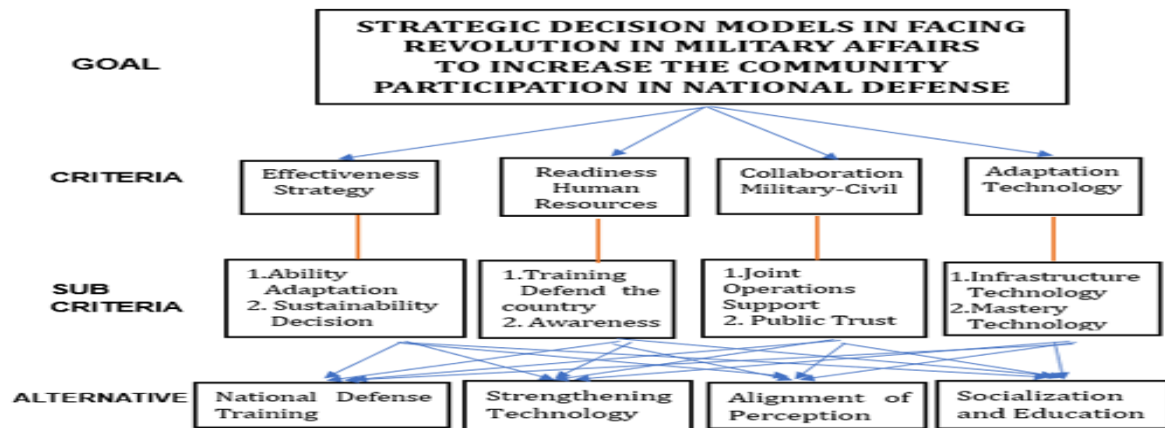 GOAL
STRATEGIC DECISION MODELS IN FACING
REVOLUTION IN MILITARY AFFAIRS
TO INCREASE THE COMMUNITY
PARTICIPATION IN NATIONAL DEFENSE
CRITERIA
Effectiveness
Strategy
Readiness
Human
Resources
Collaboration
Military-Civil
Adaptation
Technology
SUB
CRITERIA
1.Ability
Adaptation
2. Sustainability
Decision
1.Training
Defend the
country
2. Awareness
1.Joint
Operations
Support
2. Public Trust
1.Infrastructure
Technology
2.Mastery
Technology
ALTERNATIVE
National Defense
Training
Strengthening
Technology
Alignment of
Perception
Socialization
and Education